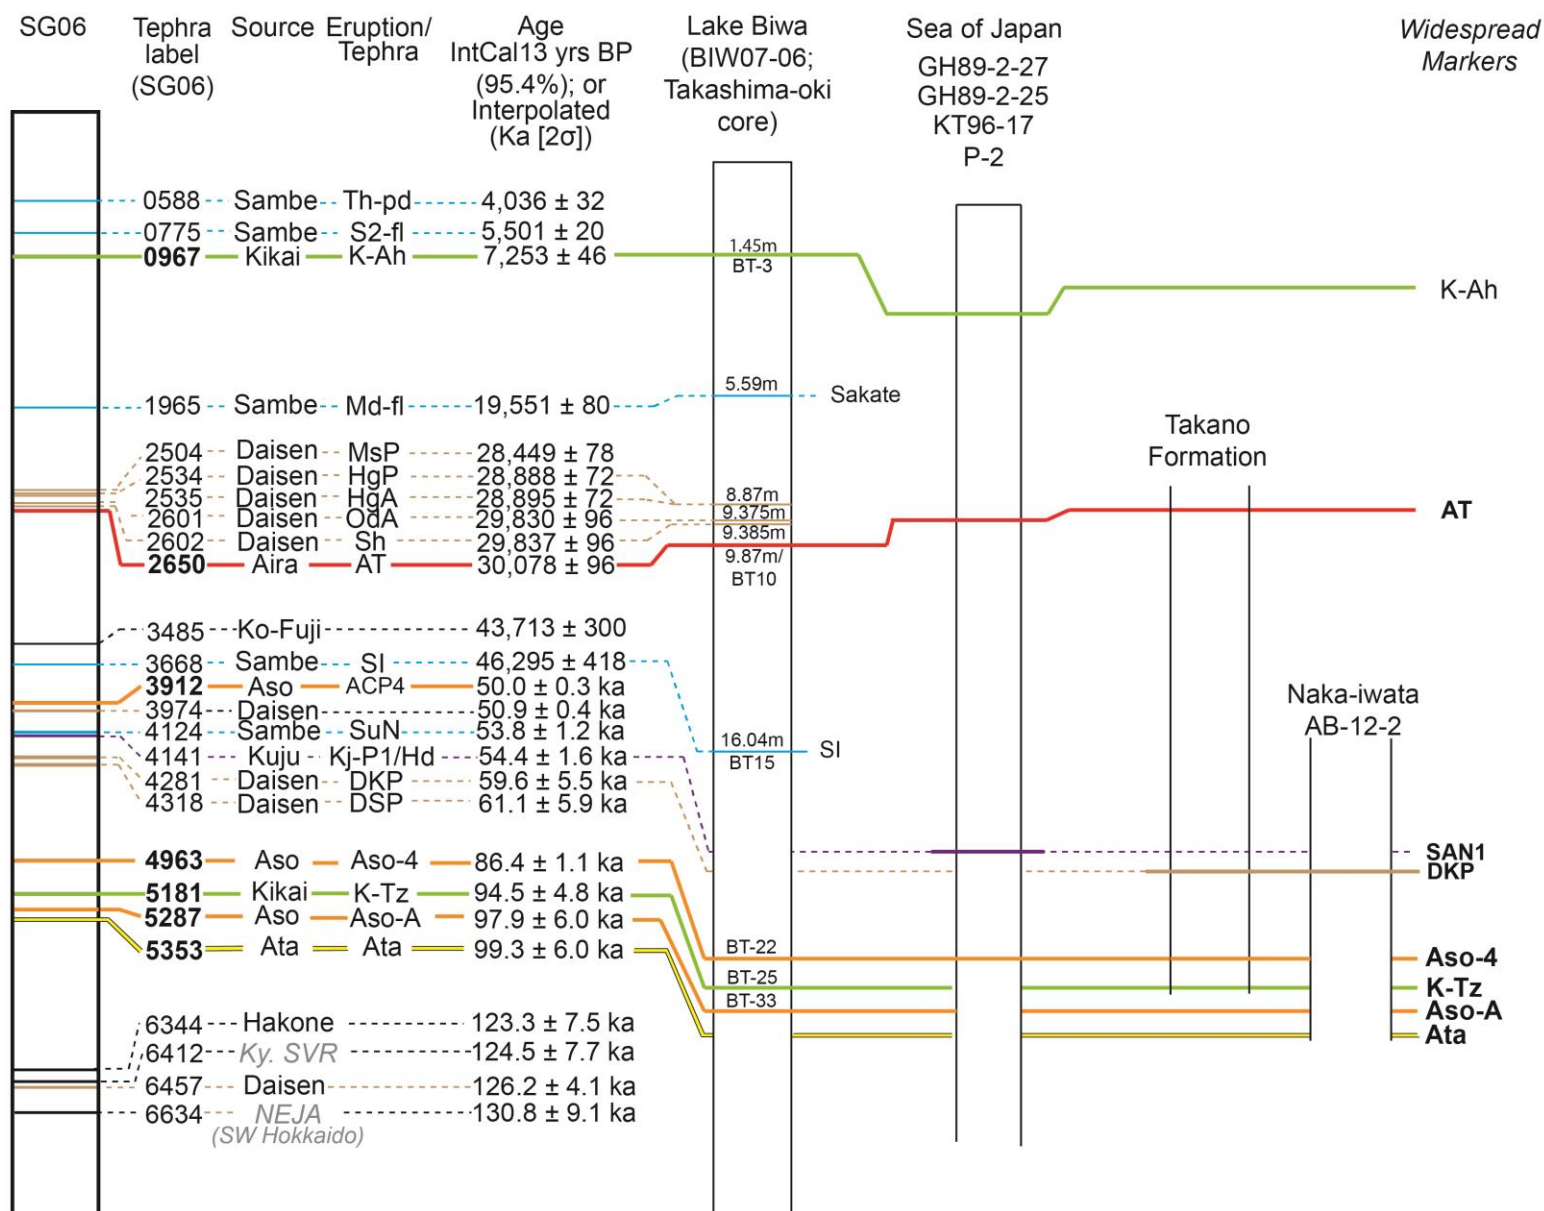 SG06
Tephra
label
(SG06)
Source
Eruption/
Tephra
Age
IntCal13 yrs BP
(95.4%); or
Interpolated
(Ka [2σ])
Lake Biwa
(BIW07-06;
Takashima-oki
core)
Sea of Japan
GH89-2-27
GH89-2-25
KT96-17
P-2
Widespread
Markers
0588 Sambe Th-pd 4,036 ± 32
0775 Sambe S2-fl 5,501 ± 20
0967 Kikai K-Ah 7,253 ± 46
1.45m
BT-3
K-Ah
1965 Sambe Md-fl 19,551 ± 80
5.59m
Sakate
Takano
Formation
2504 Daisen MsP 28,449 ± 78
2534 Daisen HgP 28,888 ± 72
2535 Daisen HgA 28,895 ± 72
2601 Daisen OdA 29,830 ± 96
2602 Daisen Sh 29,837 ± 96
2650 Aira AT 30,078 ± 96
8.87m
9.375m
9.385m
9.87m/
BT10
AT
3485 Ko-Fuji 43,713 ± 300
3668 Sambe SI 46,295 ± 418
3912 Aso ACP4 50.0 ± 0.3 ka
3974 Daisen 50.9 ± 0.4 ka
4124 Sambe SuN 53.8 ± 1.2 ka
4141 Kuju Kj-P1/Hd 54.4 ± 1.6 ka
4281 Daisen DKP 59.6 ± 5.5 ka
4318 Daisen DSP 61.1 ± 5.9 ka
16.04m
BT15
SI
Naka-iwata
AB-12-2
SAN1
DKP
4963 Aso Aso-4 86.4 ± 1.1 ka
5181 Kikai K-Tz 94.5 ± 4.8 ka
5287 Aso Aso-A 97.9 ± 6.0 ka
5353 Ata Ata 99.3 ± 6.0 ka
BT-22
BT-25
BT-33
Aso-4
K-Tz
Aso-A
Ata
6344 Hakone 123.3 ± 7.5 ka
6412 Ky. SVR 124.5 ± 7.7 ka
6457 Daisen 126.2 ± 4.1 ka
6634 NEJA 130.8 ± 9.1 ka
(SW Hokkaido)